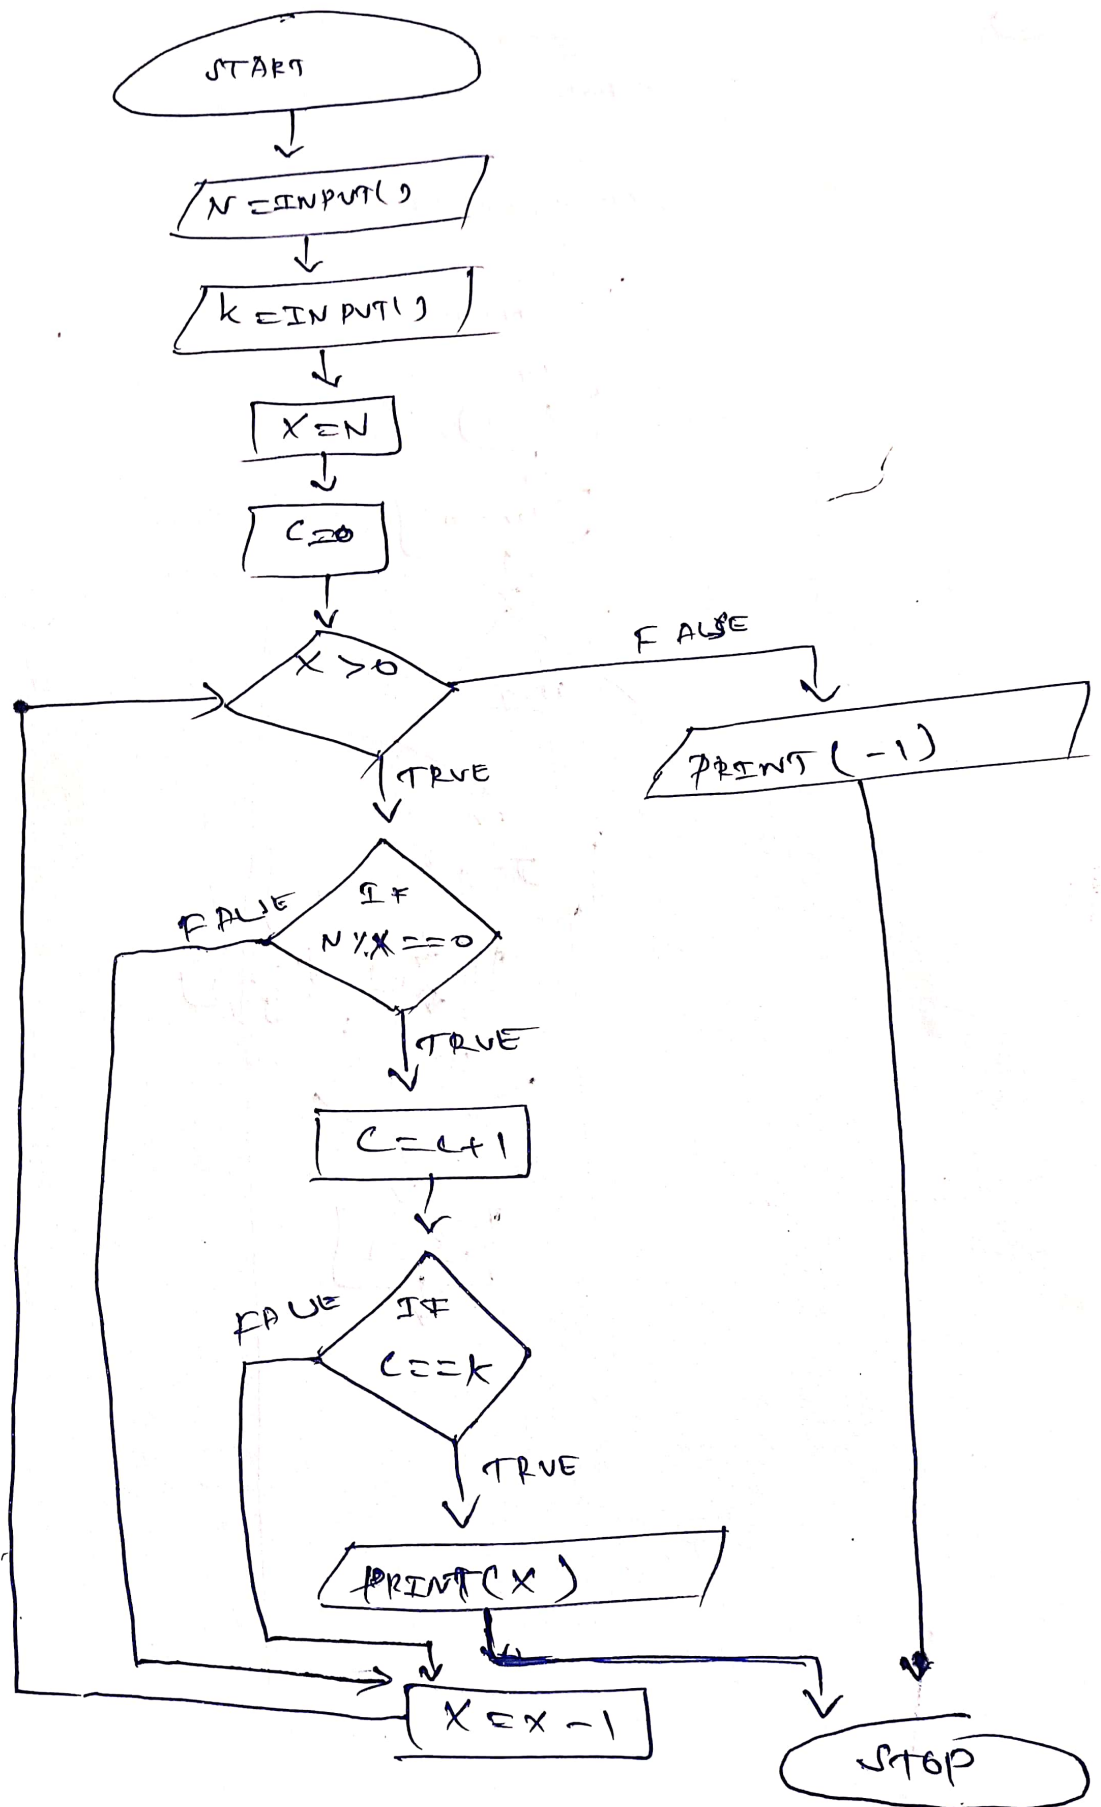 START
N=INPUT()
K=INPUT()
X=N
C=0
X>0
FALSE
PRINT(-1)
TRUE
IF
N%X==0
FALSE
TRUE
C=C+1
IF
C==K
FALSE
TRUE
PRINT(X)
X=X-1
STOP